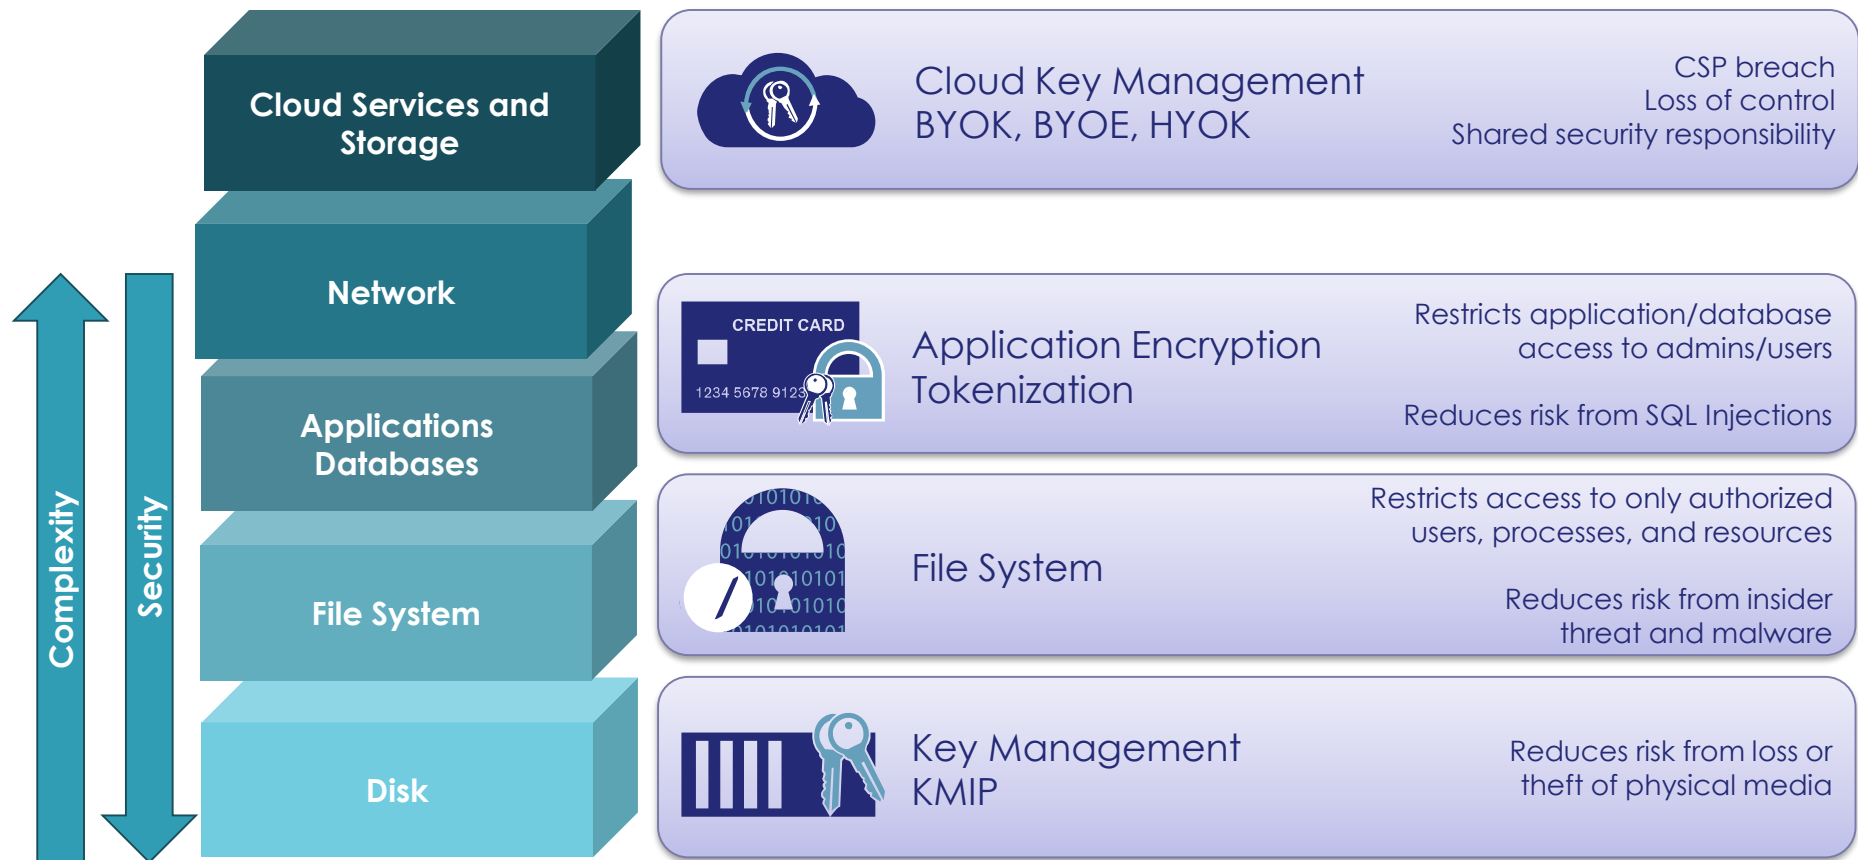 Cloud Services and
Storage
Network
Applications
Databases
File System
Disk
Complexity
Security
Cloud Key Management
BYOK, BYOE, HYOK
CSP breach
Loss of control
Shared security responsibility
CREDIT CARD
1234 5678 9123
Application Encryption
Tokenization
Restricts application/database
access to admins/users
Reduces risk from SQL Injections
File System
Restricts access to only authorized
users, processes, and resources
Reduces risk from insider
threat and malware
Key Management
KMIP
Reduces risk from loss or
theft of physical media